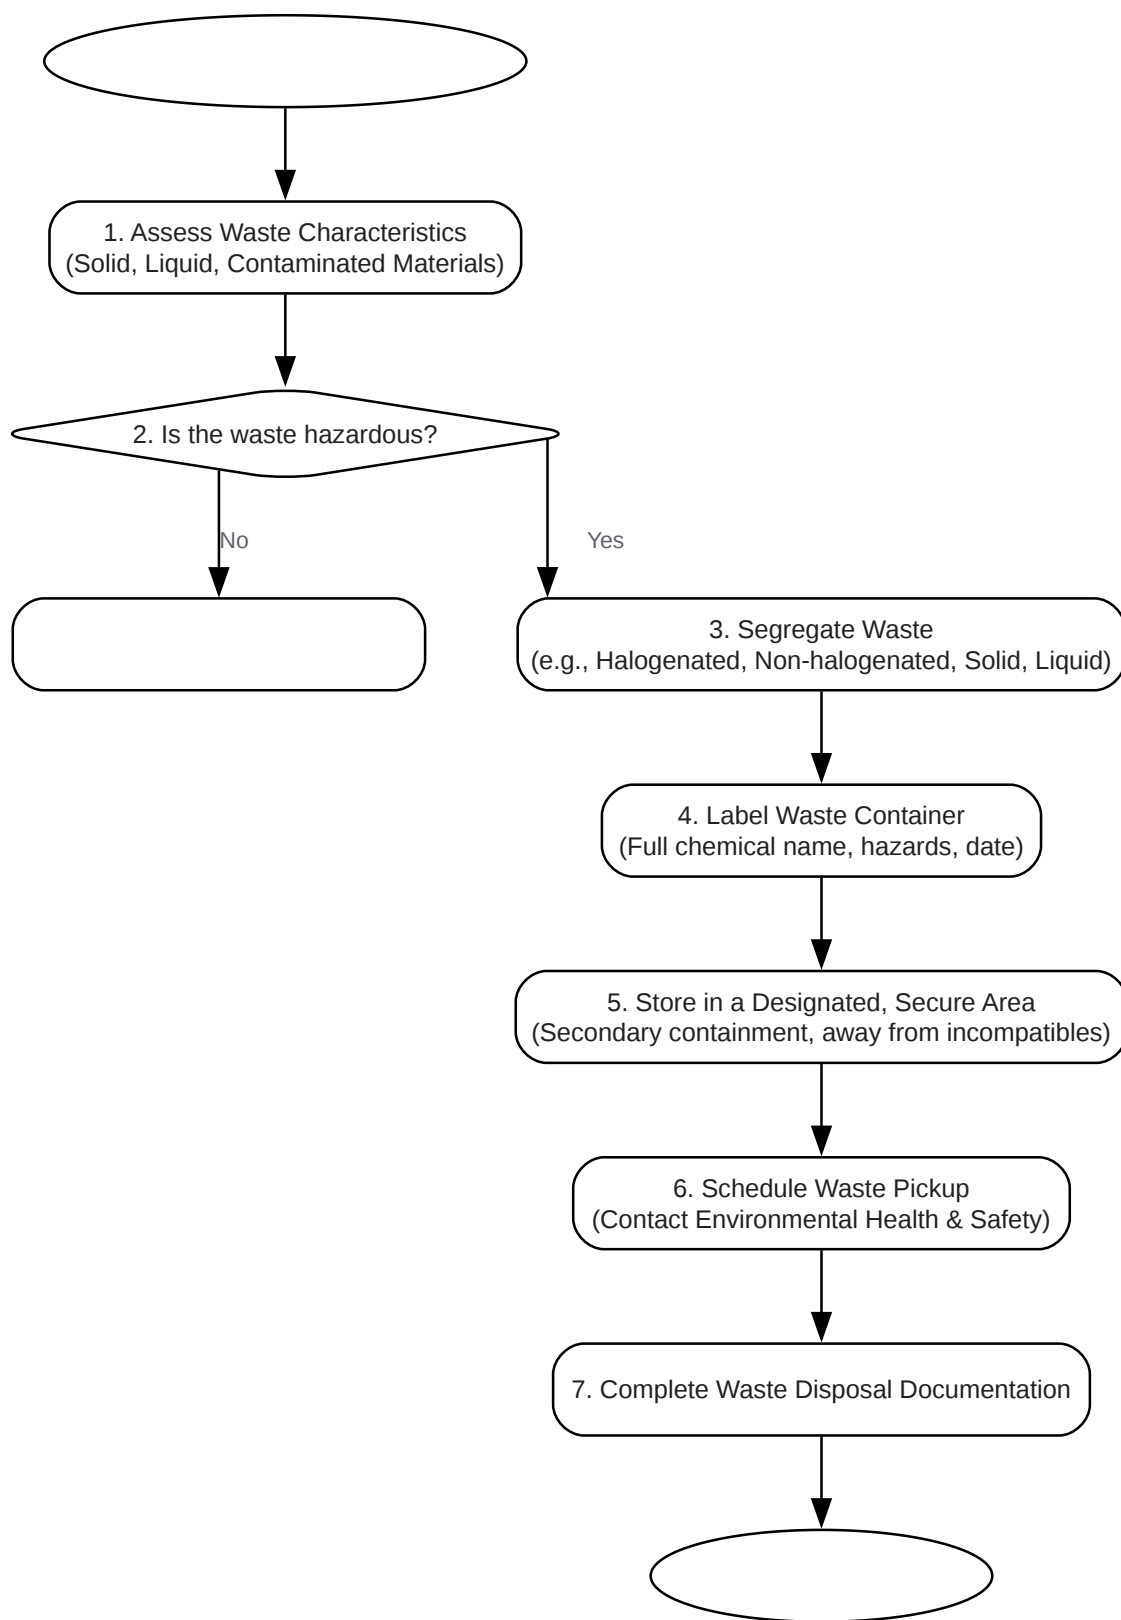 1. Assess Waste Characteristics
(Solid, Liquid, Contaminated Materials)
2. Is the waste hazardous?
No
Yes
3. Segregate Waste
(e.g., Halogenated, Non-halogenated, Solid, Liquid)
4. Label Waste Container
(Full chemical name, hazards, date)
5. Store in a Designated, Secure Area
(Secondary containment, away from incompatibles)
6. Schedule Waste Pickup
(Contact Environmental Health & Safety)
7. Complete Waste Disposal Documentation